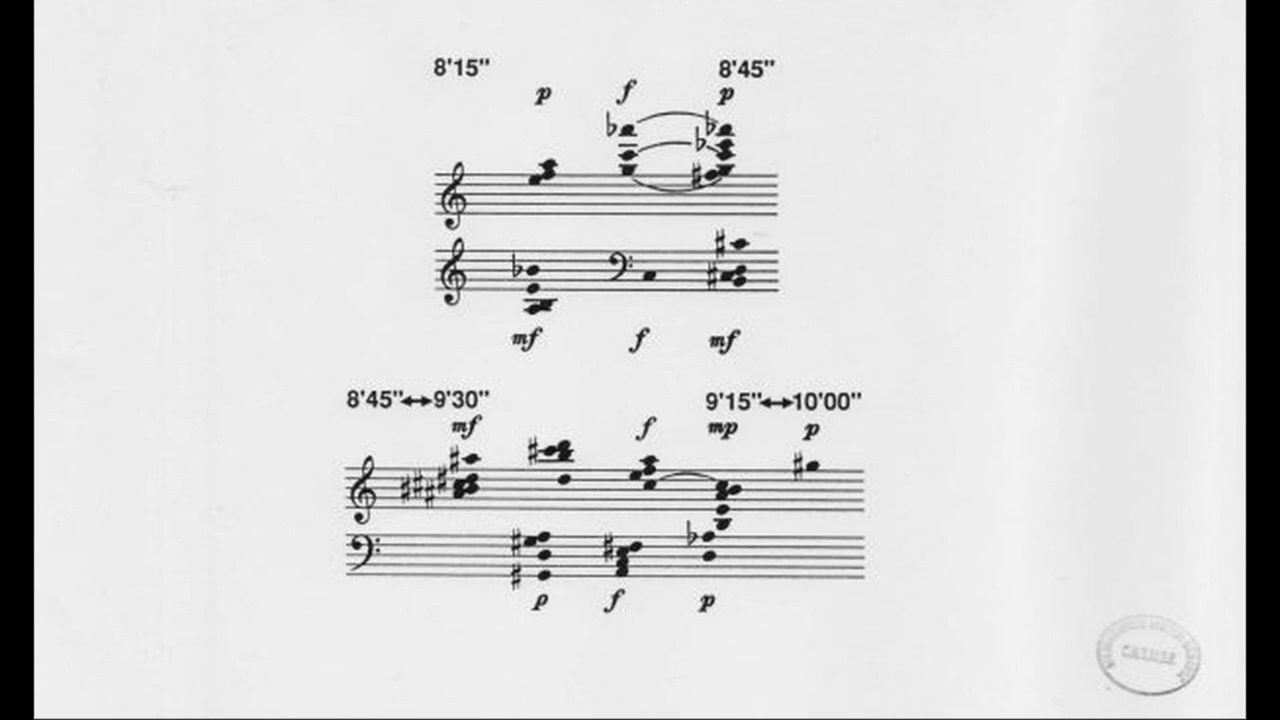 8'15" 8'45"
p f p
mf f mf
8'45"↔9'30" 9'15"↔10'00"
mf f mp p
p f p